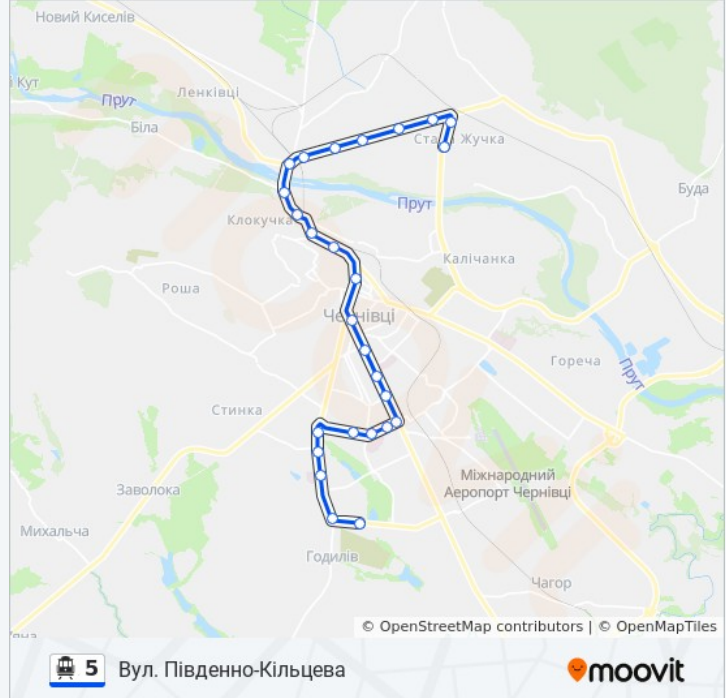 Новий Киселів
Кут
Ленківці
Прут
Біла
Стара Жучка
Буда
Прут
Клокучка
Калічанка
Роша
Чернівці
Гореча
Прут
Стинка
Міжнародний
Аеропорт Чернівці
Заволока
Михальча
Годилів
Чагор
© OpenStreetMap contributors | © OpenMapTiles
5 Вул. Південно-Кільцева
moovit